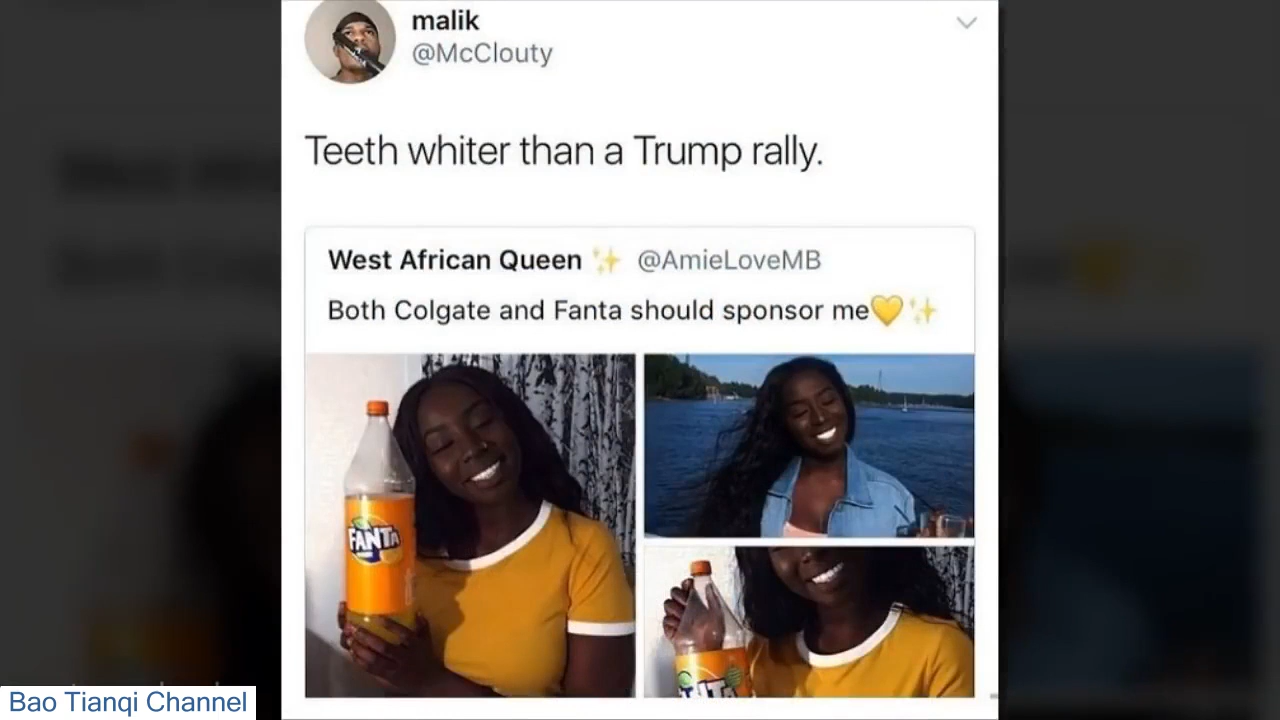 malik
@McClouty
Teeth whiter than a Trump rally.
West African Queen ✨ @AmieLoveMB
Both Colgate and Fanta should sponsor me💛✨
FANTA
Bao Tianqi Channel